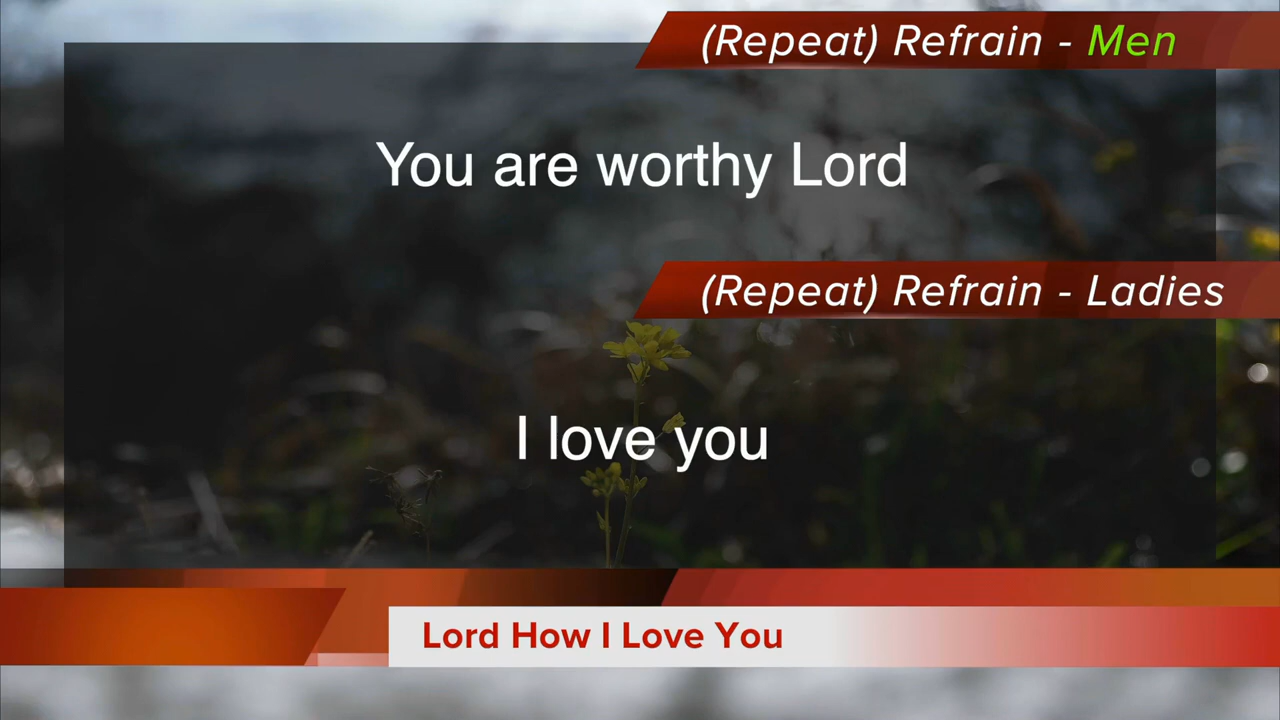 (Repeat) Refrain - Men
You are worthy Lord
(Repeat) Refrain - Ladies
I love you
Lord How I Love You